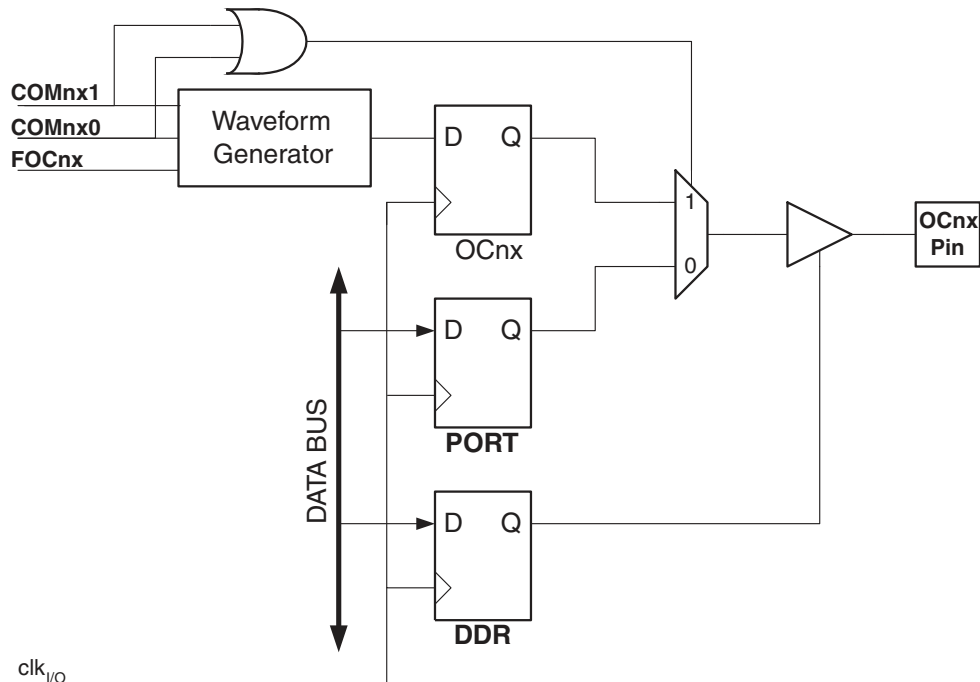 COMnx1
COMnx0
FOCnx
Waveform
Generator
D Q
OCnx
1
0
OCnx
Pin
D Q
PORT
DATA BUS
D Q
DDR
clkI/O